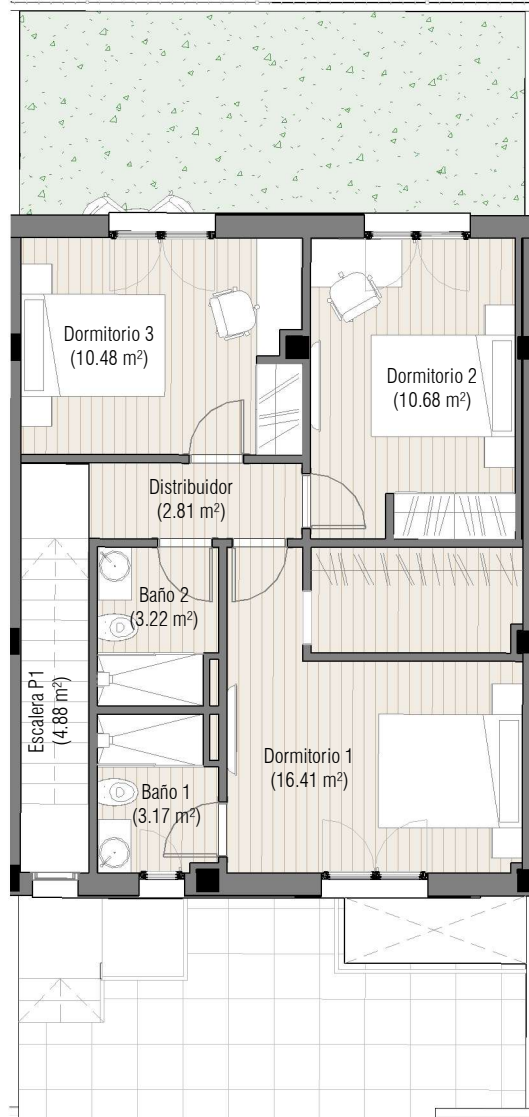 Dormitorio 3
(10.48 m²)
Dormitorio 2
(10.68 m²)
Distribuidor
(2.81 m²)
Baño 2
(3.22 m²)
Escalera P1
(4.88 m²)
Dormitorio 1
(16.41 m²)
Baño 1
(3.17 m²)